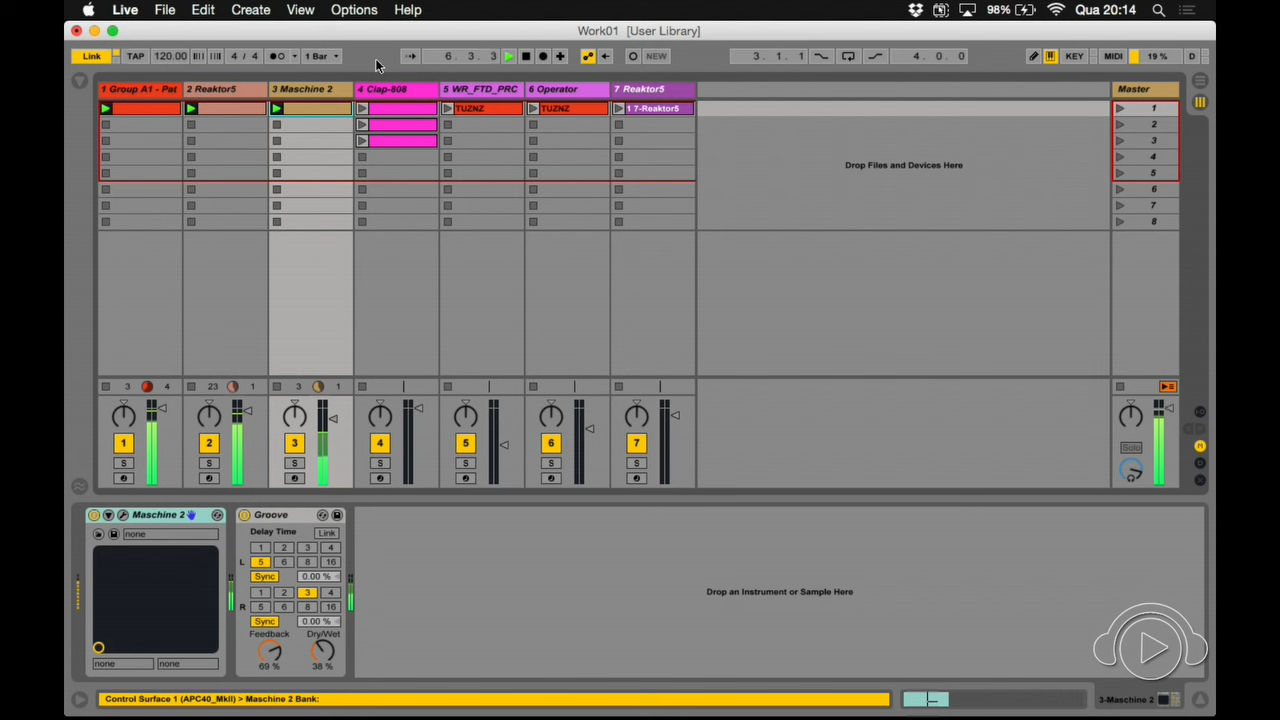 Live File Edit Create View Options Help 98% Qua 20:14
Work01 [User Library]
Link TAP 120.00 4 / 4 1 Bar 6. 3. 3 NEW 3. 1. 1 4. 0. 0 KEY MIDI 19 % D
1 Group A1 - Pat 2 Reaktor5 3 Maschine 2 4 Clap-808 5 WR_FTD_PRC 6 Operator 7 Reaktor5 Master
TUZNZ TUZNZ 1 7-Reaktor5 1
2
3
Drop Files and Devices Here
4
5
6
7
8
3 4 23 1 3 1
1 2 3 4 5 6 7 Solo
S S S S S S S
Maschine 2 Groove
none Delay Time Link
1 2 3 4
L 5 6 8 16
Sync 0.00 %
1 2 3 4
R 5 6 8 16
Sync 0.00 %
Feedback Dry/Wet
69 % 38 %
none none
Drop an Instrument or Sample Here
Control Surface 1 (APC40_MkII) > Maschine 2 Bank:
3-Maschine 2